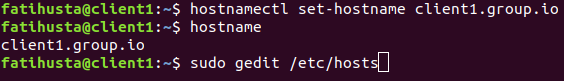 fatihusta@client1:~$ hostnamectl set-hostname client1.group.io
fatihusta@client1:~$ hostname
client1.group.io
fatihusta@client1:~$ sudo gedit /etc/hosts